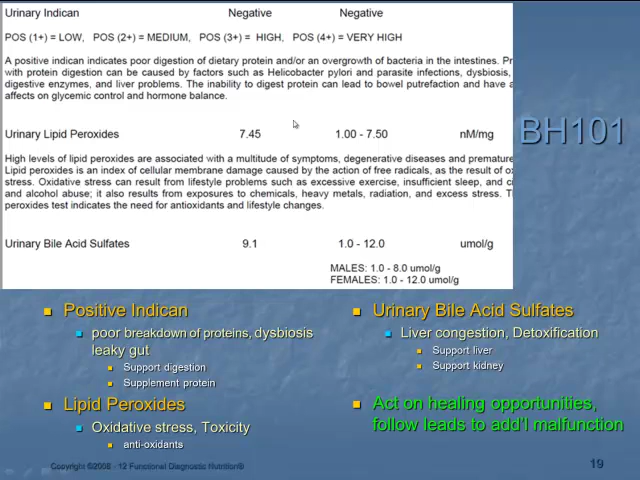 Urinary Indican Negative Negative
POS (1+) = LOW, POS (2+) = MEDIUM, POS (3+) = HIGH, POS (4+) = VERY HIGH
A positive indican indicates poor digestion of dietary protein and/or an overgrowth of bacteria in the intestines.
with protein digestion can be caused by factors such as Helicobacter pylori and parasite infections, dysbiosis,
digestive enzymes, and liver problems. The inability to digest protein can lead to bowel putrefaction and have a
affects on glycemic control and hormone balance.
Urinary Lipid Peroxides 7.45 1.00 - 7.50 nM/mg
BH101
High levels of lipid peroxides are associated with a multitude of symptoms, degenerative diseases and premature
Lipid peroxides is an index of cellular membrane damage caused by the action of free radicals, as the result of
stress. Oxidative stress can result from lifestyle problems such as excessive exercise, insufficient sleep, and
and alcohol abuse; it also results from exposures to chemicals, heavy metals, radiation, and excess stress.
peroxides test indicates the need for antioxidants and lifestyle changes.
Urinary Bile Acid Sulfates 9.1 1.0 - 12.0 umol/g
MALES: 1.0 - 8.0 umol/g
FEMALES: 1.0 - 12.0 umol/g
Positive Indican
poor breakdown of proteins, dysbiosis
leaky gut
Support digestion
Supplement protein
Lipid Peroxides
Oxidative stress, Toxicity
anti-oxidants
Urinary Bile Acid Sulfates
Liver congestion, Detoxification
Support liver
Support kidney
Act on healing opportunities,
follow leads to add'l malfunction
Copyright ©2008 - 12 Functional Diagnostic Nutrition®
19